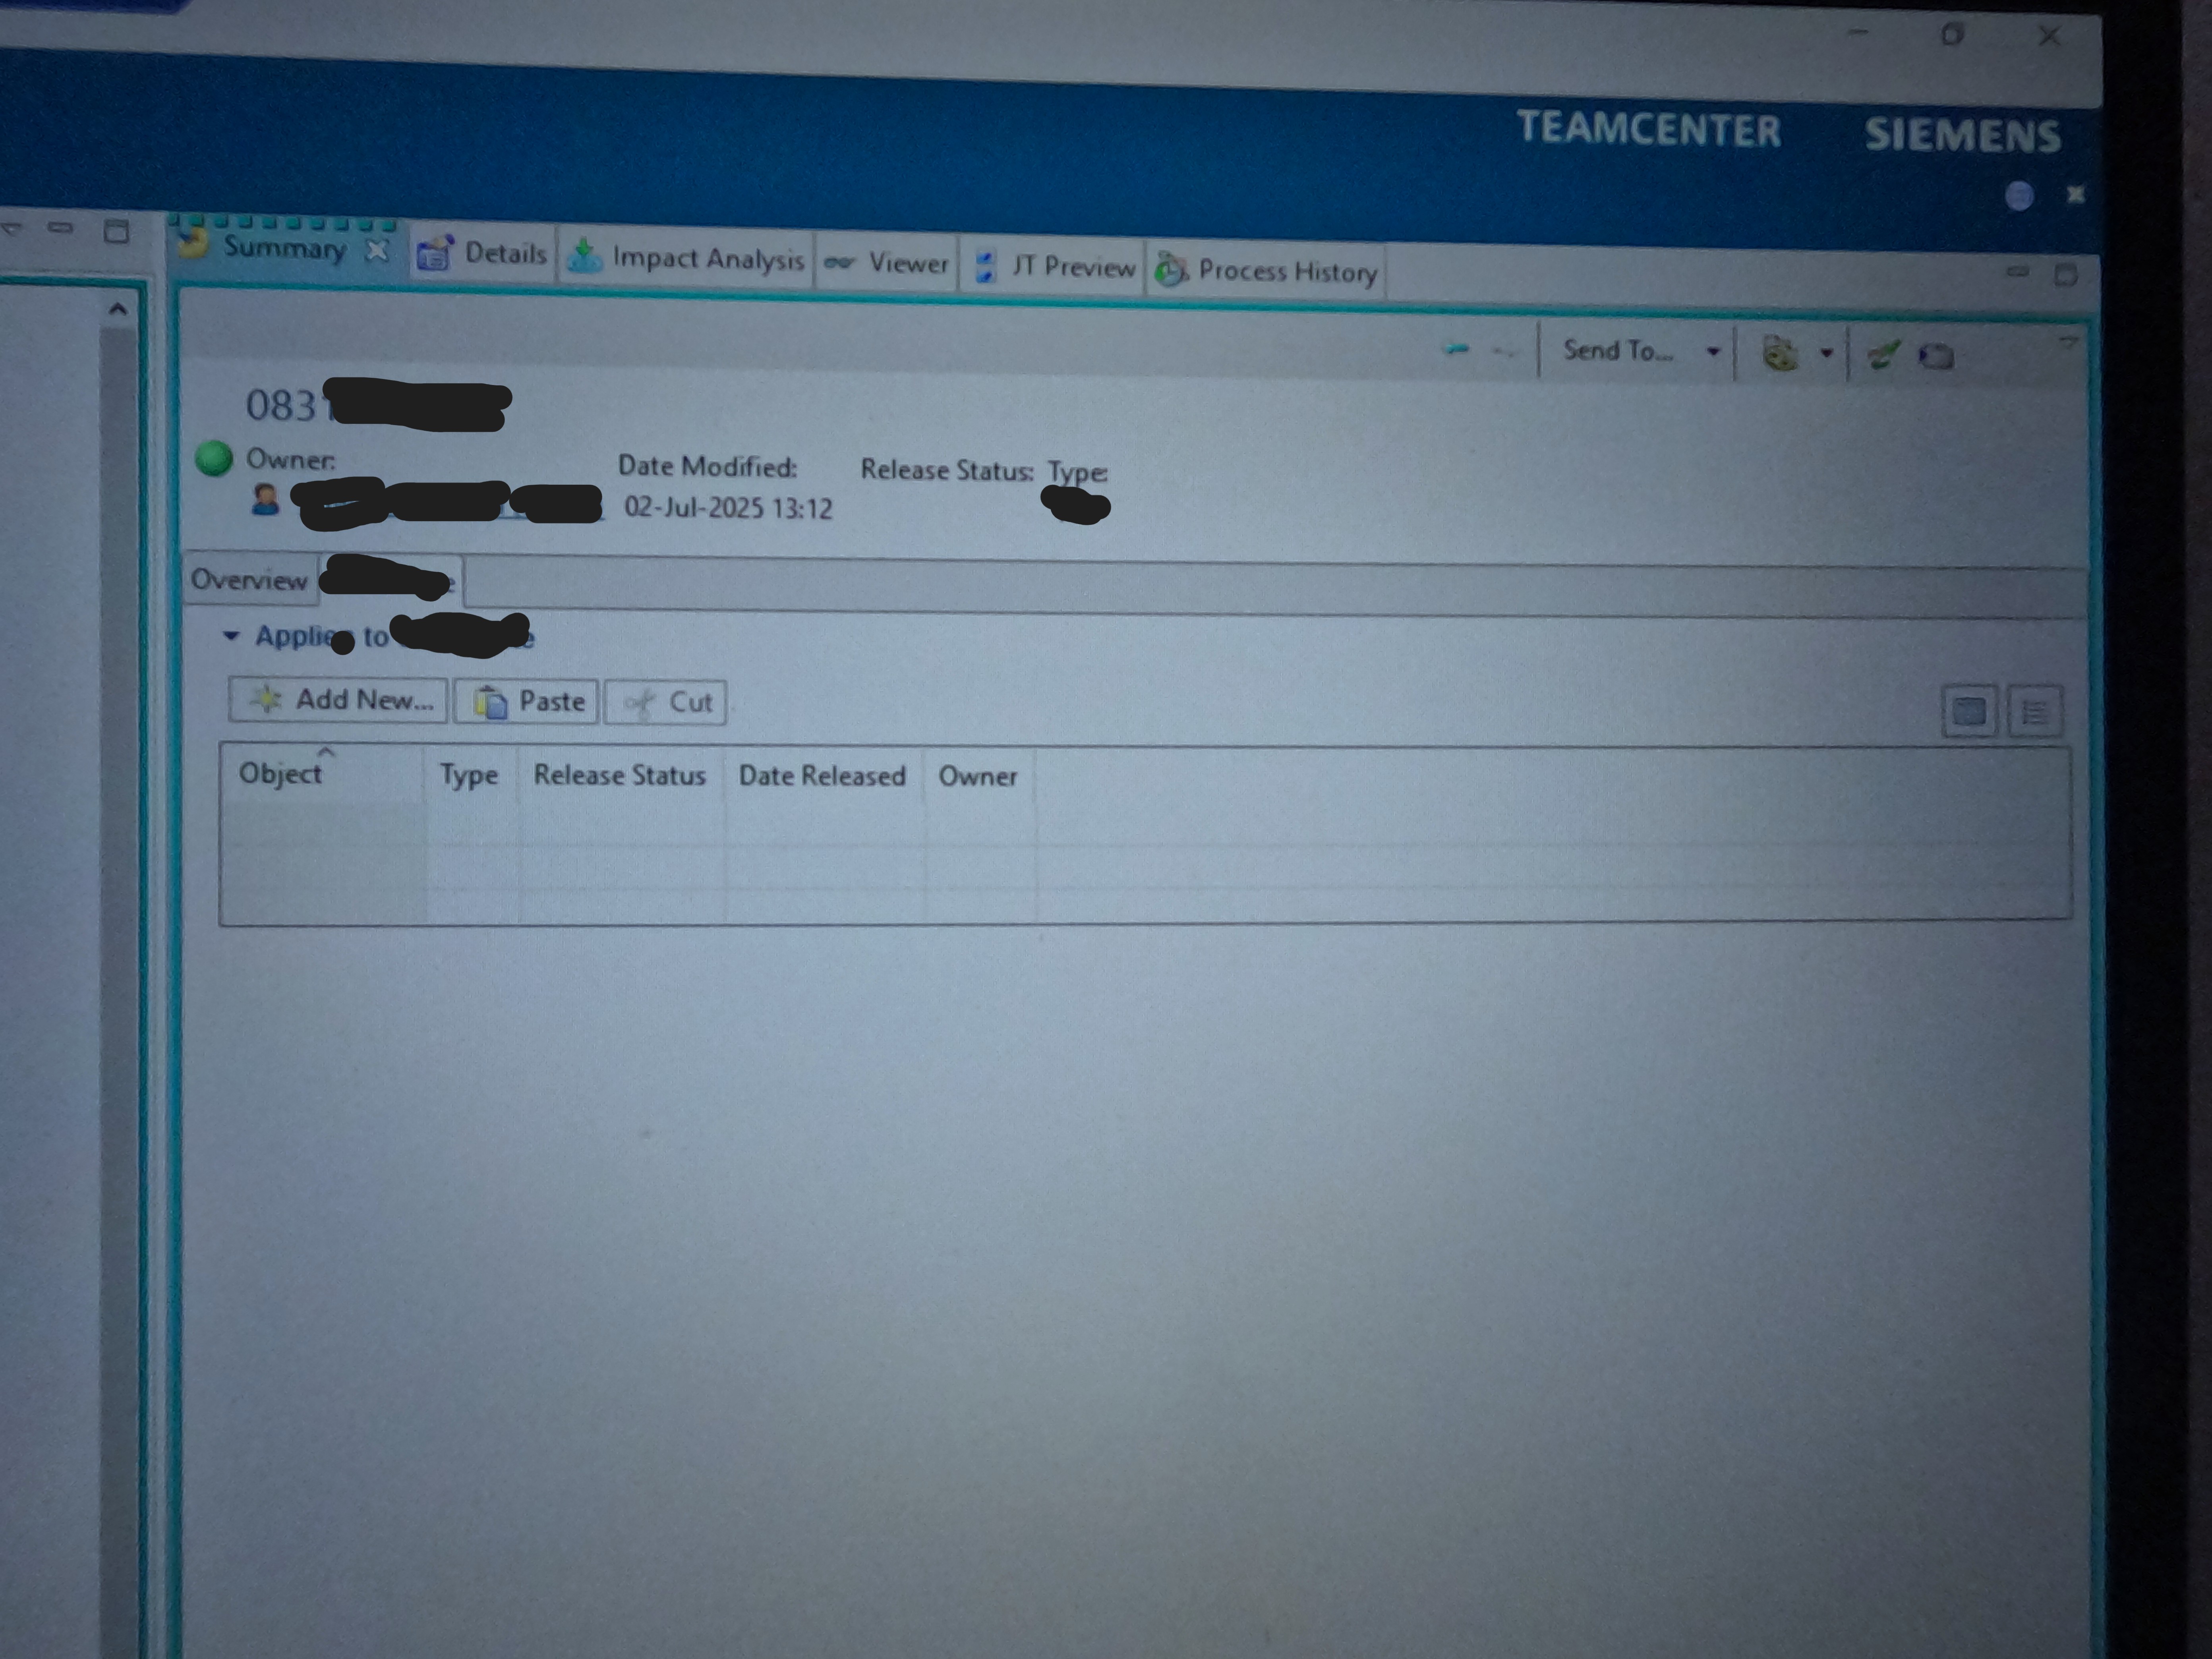 TEAMCENTER SIEMENS
Summary Details Impact Analysis Viewer JT Preview Process History
Send To...
083
Owner: Date Modified: Release Status: Type:
02-Jul-2025 13:12
Overview
to
Add New... Paste Cut
Object Type Release Status Date Released Owner